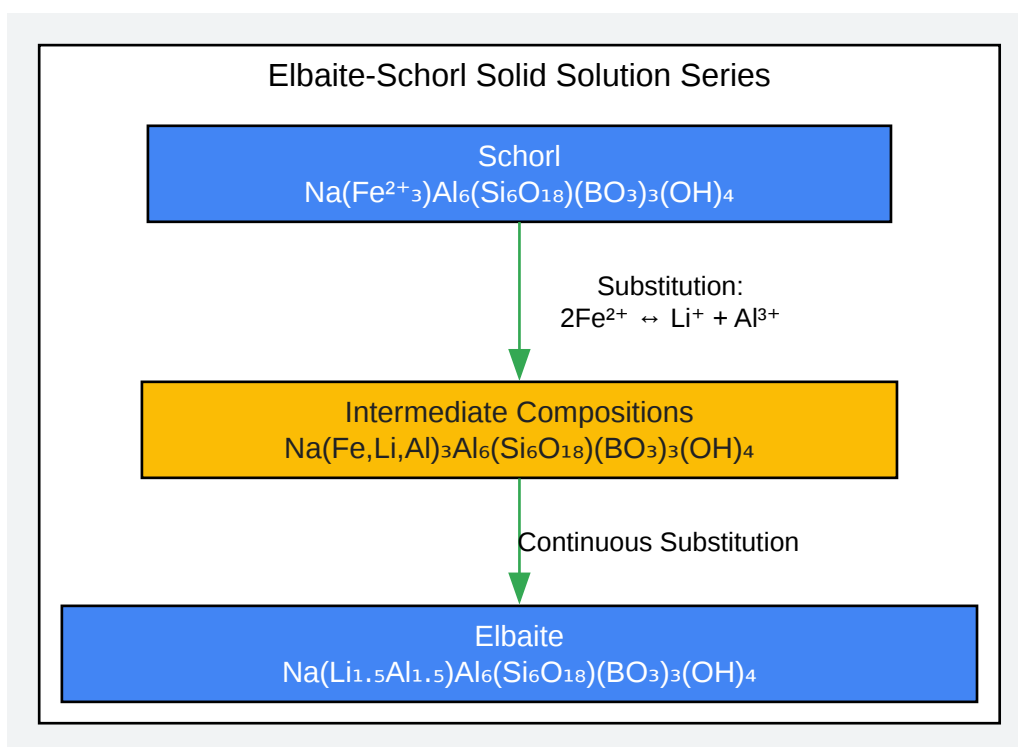 Elbaite-Schorl Solid Solution Series
Schorl
Na(Fe²⁺₃)Al₆(Si₆O₁₈)(BO₃)₃(OH)₄
Substitution:
2Fe²⁺ ↔ Li⁺ + Al³⁺
Intermediate Compositions
Na(Fe,Li,Al)₃Al₆(Si₆O₁₈)(BO₃)₃(OH)₄
Continuous Substitution
Elbaite
Na(Li₁.₅Al₁.₅)Al₆(Si₆O₁₈)(BO₃)₃(OH)₄